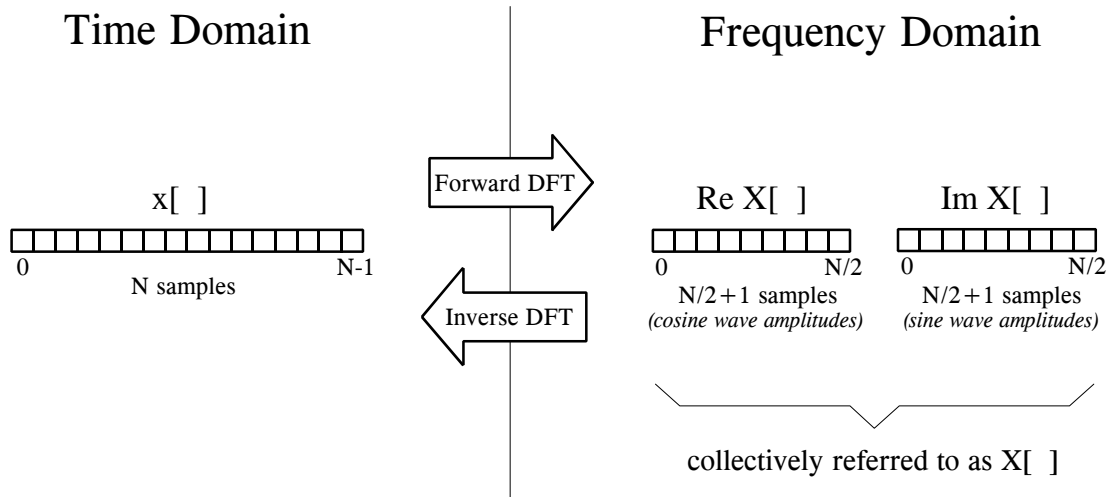 Time Domain
Frequency Domain
Forward DFT
x[ ]
Re X[ ]
Im X[ ]
0
N-1
0
N/2
0
N/2
N samples
N/2+1 samples
(cosine wave amplitudes)
N/2+1 samples
(sine wave amplitudes)
Inverse DFT
collectively referred to as X[ ]